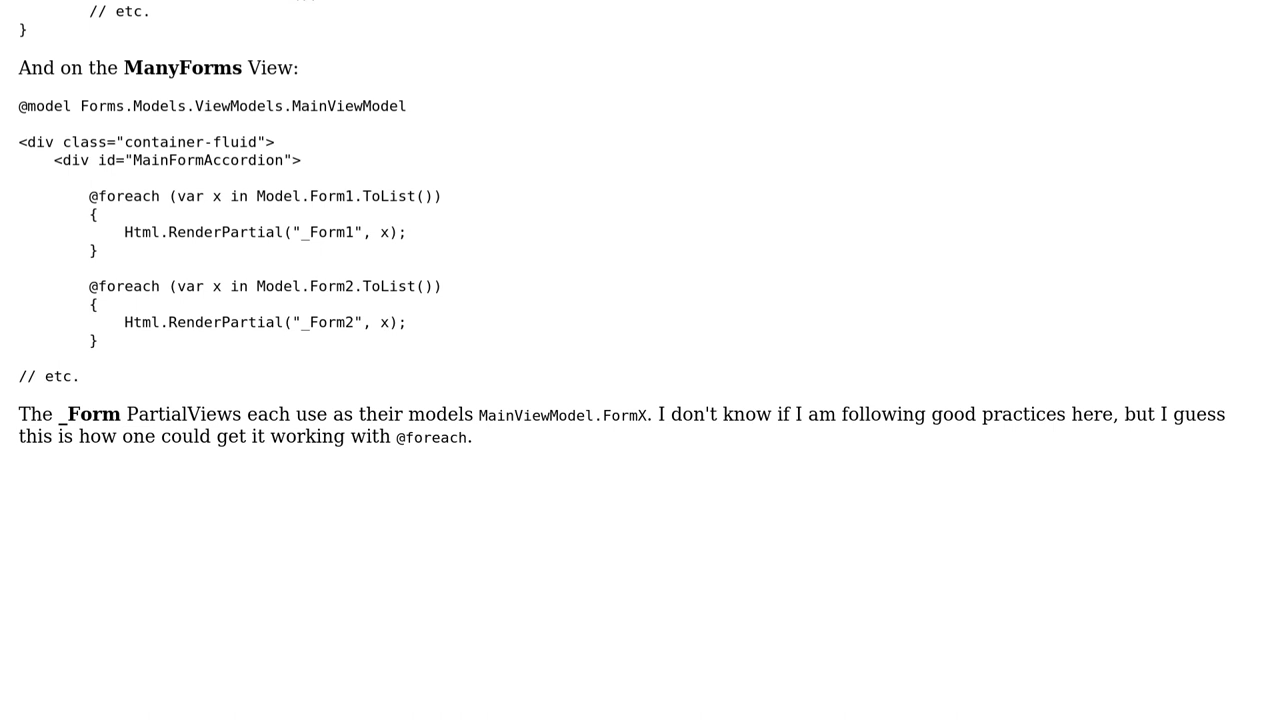 // etc.
}
And on the ManyForms View:
@model Forms.Models.ViewModels.MainViewModel
<div class="container-fluid">
    <div id="MainFormAccordion">
        @foreach (var x in Model.Form1.ToList())
        {
            Html.RenderPartial("_Form1", x);
        }
        @foreach (var x in Model.Form2.ToList())
        {
            Html.RenderPartial("_Form2", x);
        }
// etc.
The _Form PartialViews each use as their models MainViewModel.FormX. I don't know if I am following good practices here, but I guess
this is how one could get it working with @foreach.